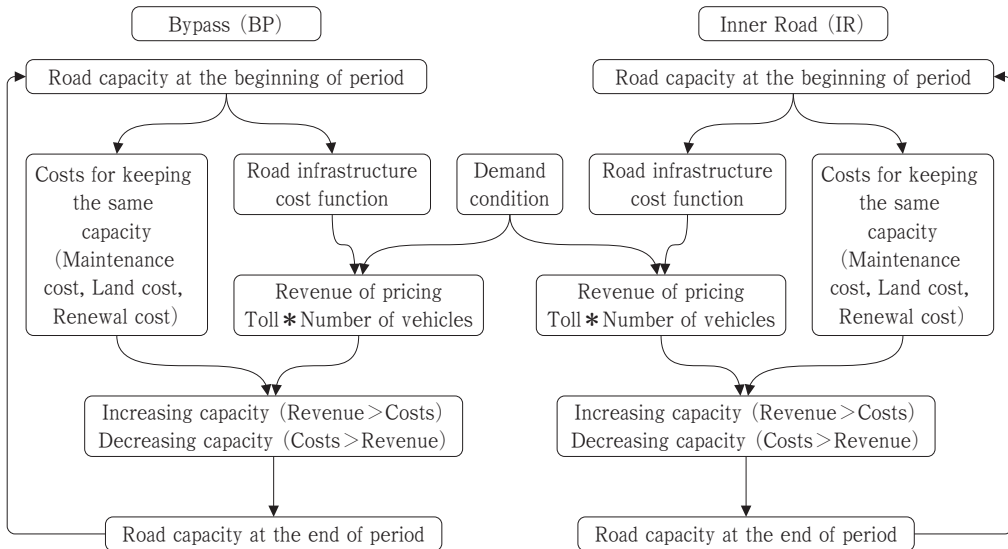 Bypass (BP)
Inner Road (IR)
Road capacity at the beginning of period
Road capacity at the beginning of period
Costs for keeping
the same
capacity
(Maintenance
cost, Land cost,
Renewal cost)
Road infrastructure
cost function
Demand
condition
Road infrastructure
cost function
Costs for keeping
the same
capacity
(Maintenance
cost, Land cost,
Renewal cost)
Revenue of pricing
Toll*Number of vehicles
Revenue of pricing
Toll*Number of vehicles
Increasing capacity (Revenue>Costs)
Decreasing capacity (Costs>Revenue)
Increasing capacity (Revenue>Costs)
Decreasing capacity (Costs>Revenue)
Road capacity at the end of period
Road capacity at the end of period